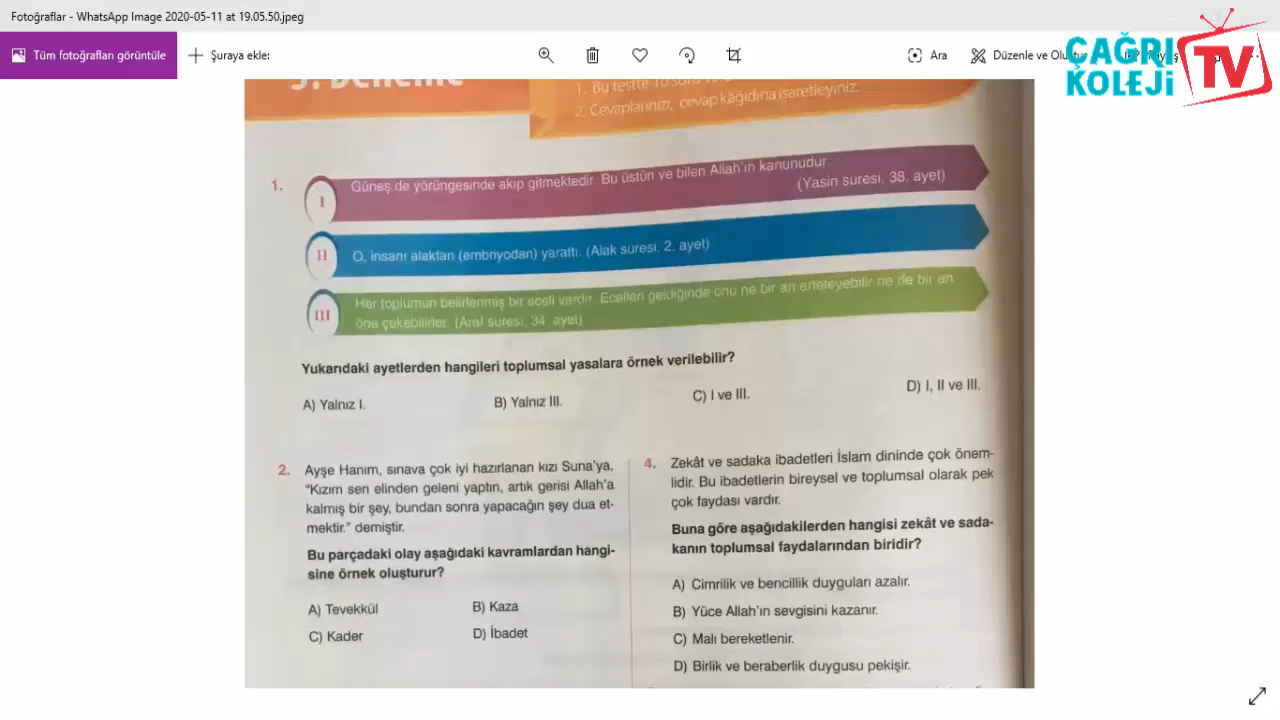 Fotoğraflar - WhatsApp Image 2020-05-11 at 19.05.50.jpeg
Tüm fotoğrafları görüntüle
Şuraya ekle:
Ara
Düzenle ve
ÇAĞRI
KOLEJİ
TV
3. Deneme
1. Bu testte 10 soru
2. Cevaplarınızı, cevap kâğıdına işaretleyiniz.
1.
I
Güneş de yörüngesinde akıp gitmektedir. Bu üstün ve bilen Allah'ın kanunudur.
(Yasin suresi, 38. ayet)
II
O, insanı alaktan (embriyodan) yarattı. (Alak suresi, 2. ayet)
III
Her toplumun belirlenmiş bir eceli vardır. Ecelleri geldiğinde onu ne bir an erteleyebilir ne de bir an
öne çekebilirler. (Araf suresi, 34. ayet)
Yukarıdaki ayetlerden hangileri toplumsal yasalara örnek verilebilir?
A) Yalnız I.
B) Yalnız III.
C) I ve III.
D) I, II ve III.
2. Ayşe Hanım, sınava çok iyi hazırlanan kızı Suna'ya,
"Kızım sen elinden geleni yaptın, artık gerisi Allah'a
kalmış bir şey, bundan sonra yapacağın şey dua et-
mektir." demiştir.
Bu parçadaki olay aşağıdaki kavramlardan hangi-
sine örnek oluşturur?
A) Tevekkül
B) Kaza
C) Kader
D) İbadet
4. Zekât ve sadaka ibadetleri İslam dininde çok önem-
lidir. Bu ibadetlerin bireysel ve toplumsal olarak pek
çok faydası vardır.
Buna göre aşağıdakilerden hangisi zekât ve sada-
kanın toplumsal faydalarından biridir?
A) Cimrilik ve bencillik duyguları azalır.
B) Yüce Allah'ın sevgisini kazanır.
C) Malı bereketlenir.
D) Birlik ve beraberlik duygusu pekişir.